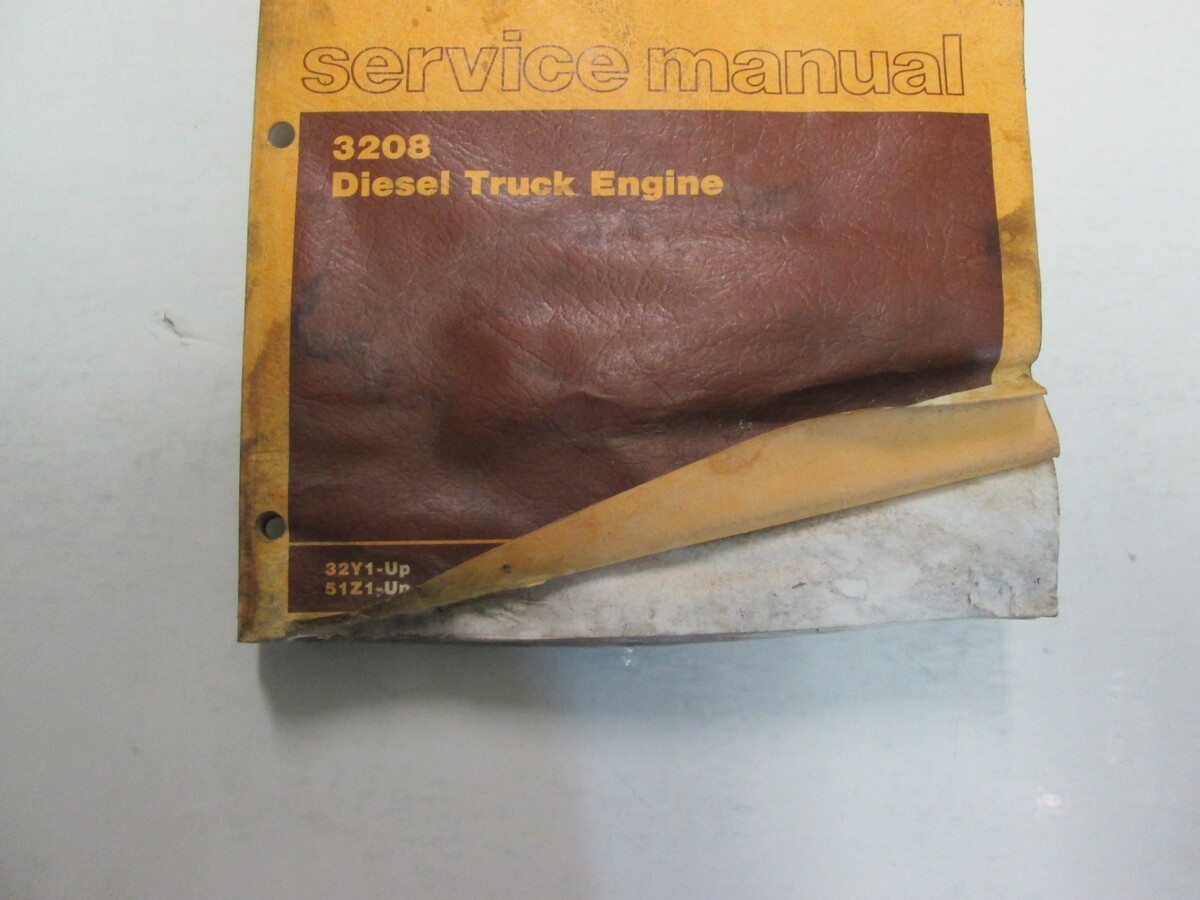 service manual
3208
Diesel Truck Engine
32Y1-Up
51Z1-Up